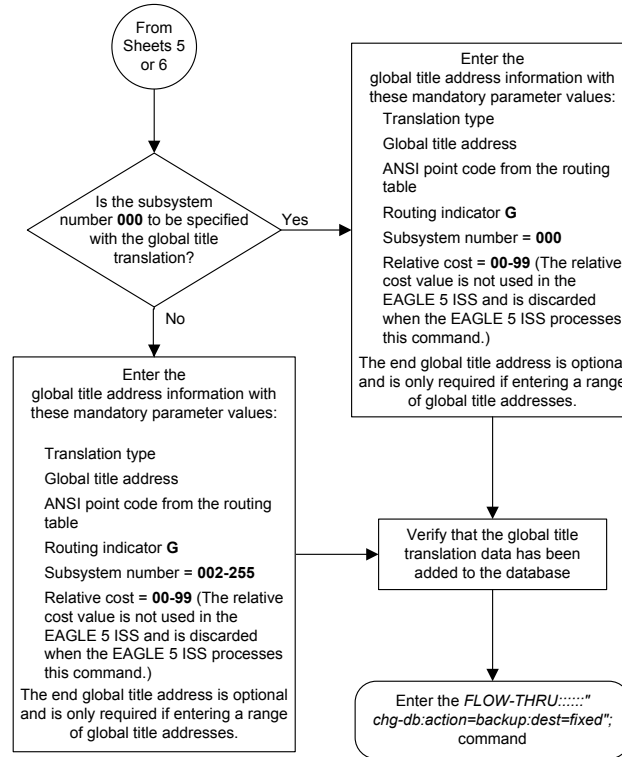 From
Sheets 5
or 6
Is the subsystem
number 000 to be specified
with the global title
translation?
Yes
No
Enter the
global title address information with
these mandatory parameter values:
Translation type
Global title address
ANSI point code from the routing
table
Routing indicator G
Subsystem number = 000
Relative cost = 00-99 (The relative
cost value is not used in the
EAGLE 5 ISS and is discarded
when the EAGLE 5 ISS processes
this command.)
The end global title address is optional
and is only required if entering a range
of global title addresses.
Enter the
global title address information with
these mandatory parameter values:
Translation type
Global title address
ANSI point code from the routing
table
Routing indicator G
Subsystem number = 002-255
Relative cost = 00-99 (The relative
cost value is not used in the
EAGLE 5 ISS and is discarded
when the EAGLE 5 ISS processes
this command.)
The end global title address is optional
and is only required if entering a range
of global title addresses.
Verify that the global title
translation data has been
added to the database
Enter the FLOW-THRU::::::"
chg-db:action=backup:dest=fixed";
command